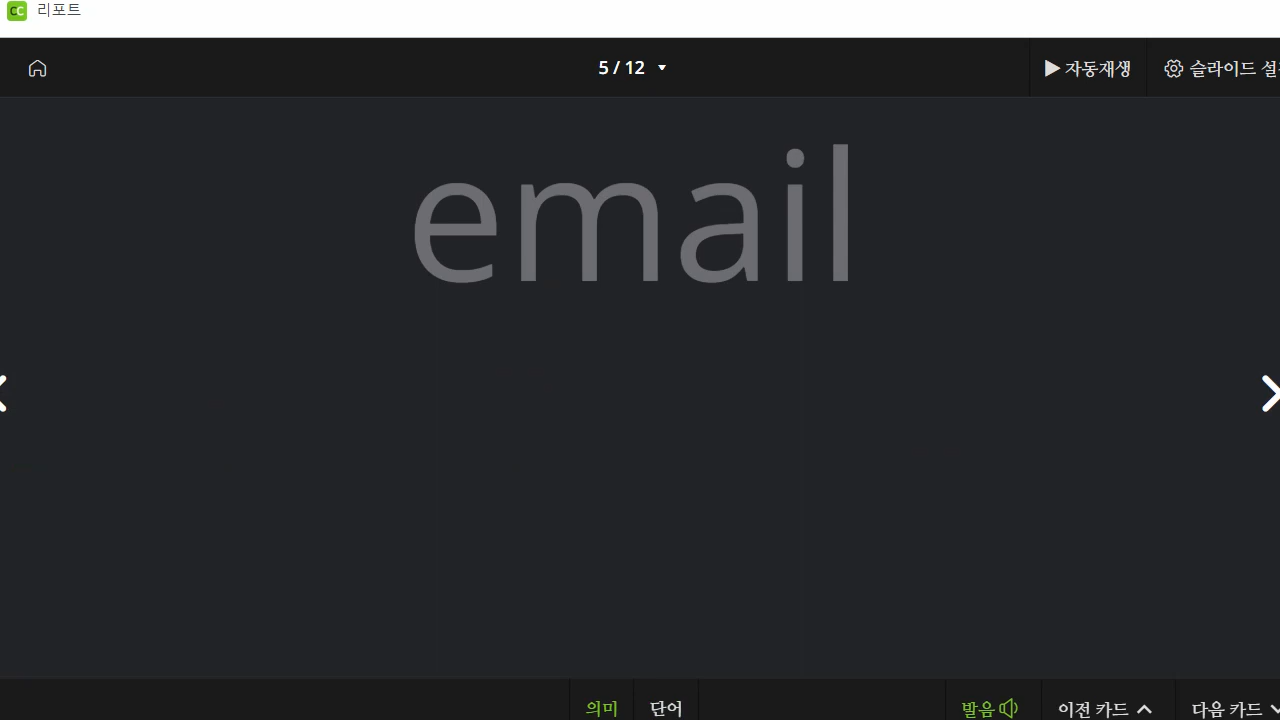 CC 리포트
5 / 12 자동재생 슬라이드
email
의미 단어 발음 이전 카드 다음 카드